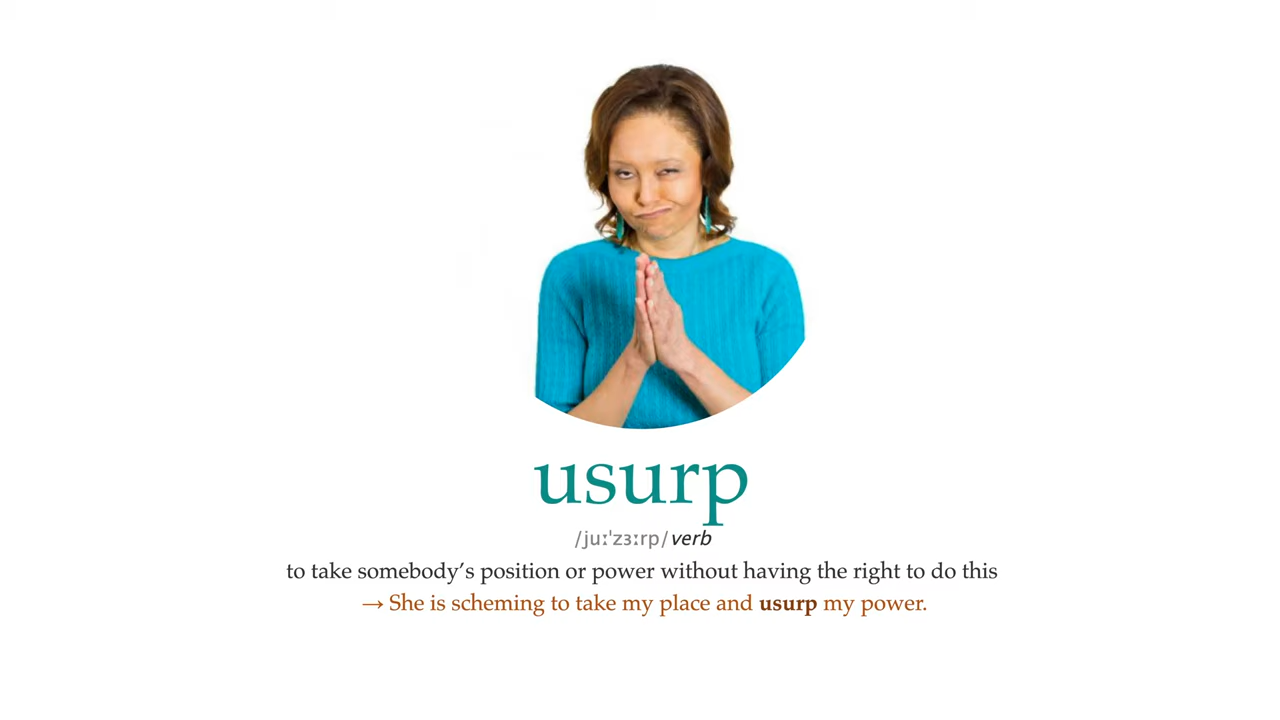 usurp
/juːˈzɜːrp/ verb
to take somebody’s position or power without having the right to do this
→ She is scheming to take my place and usurp my power.